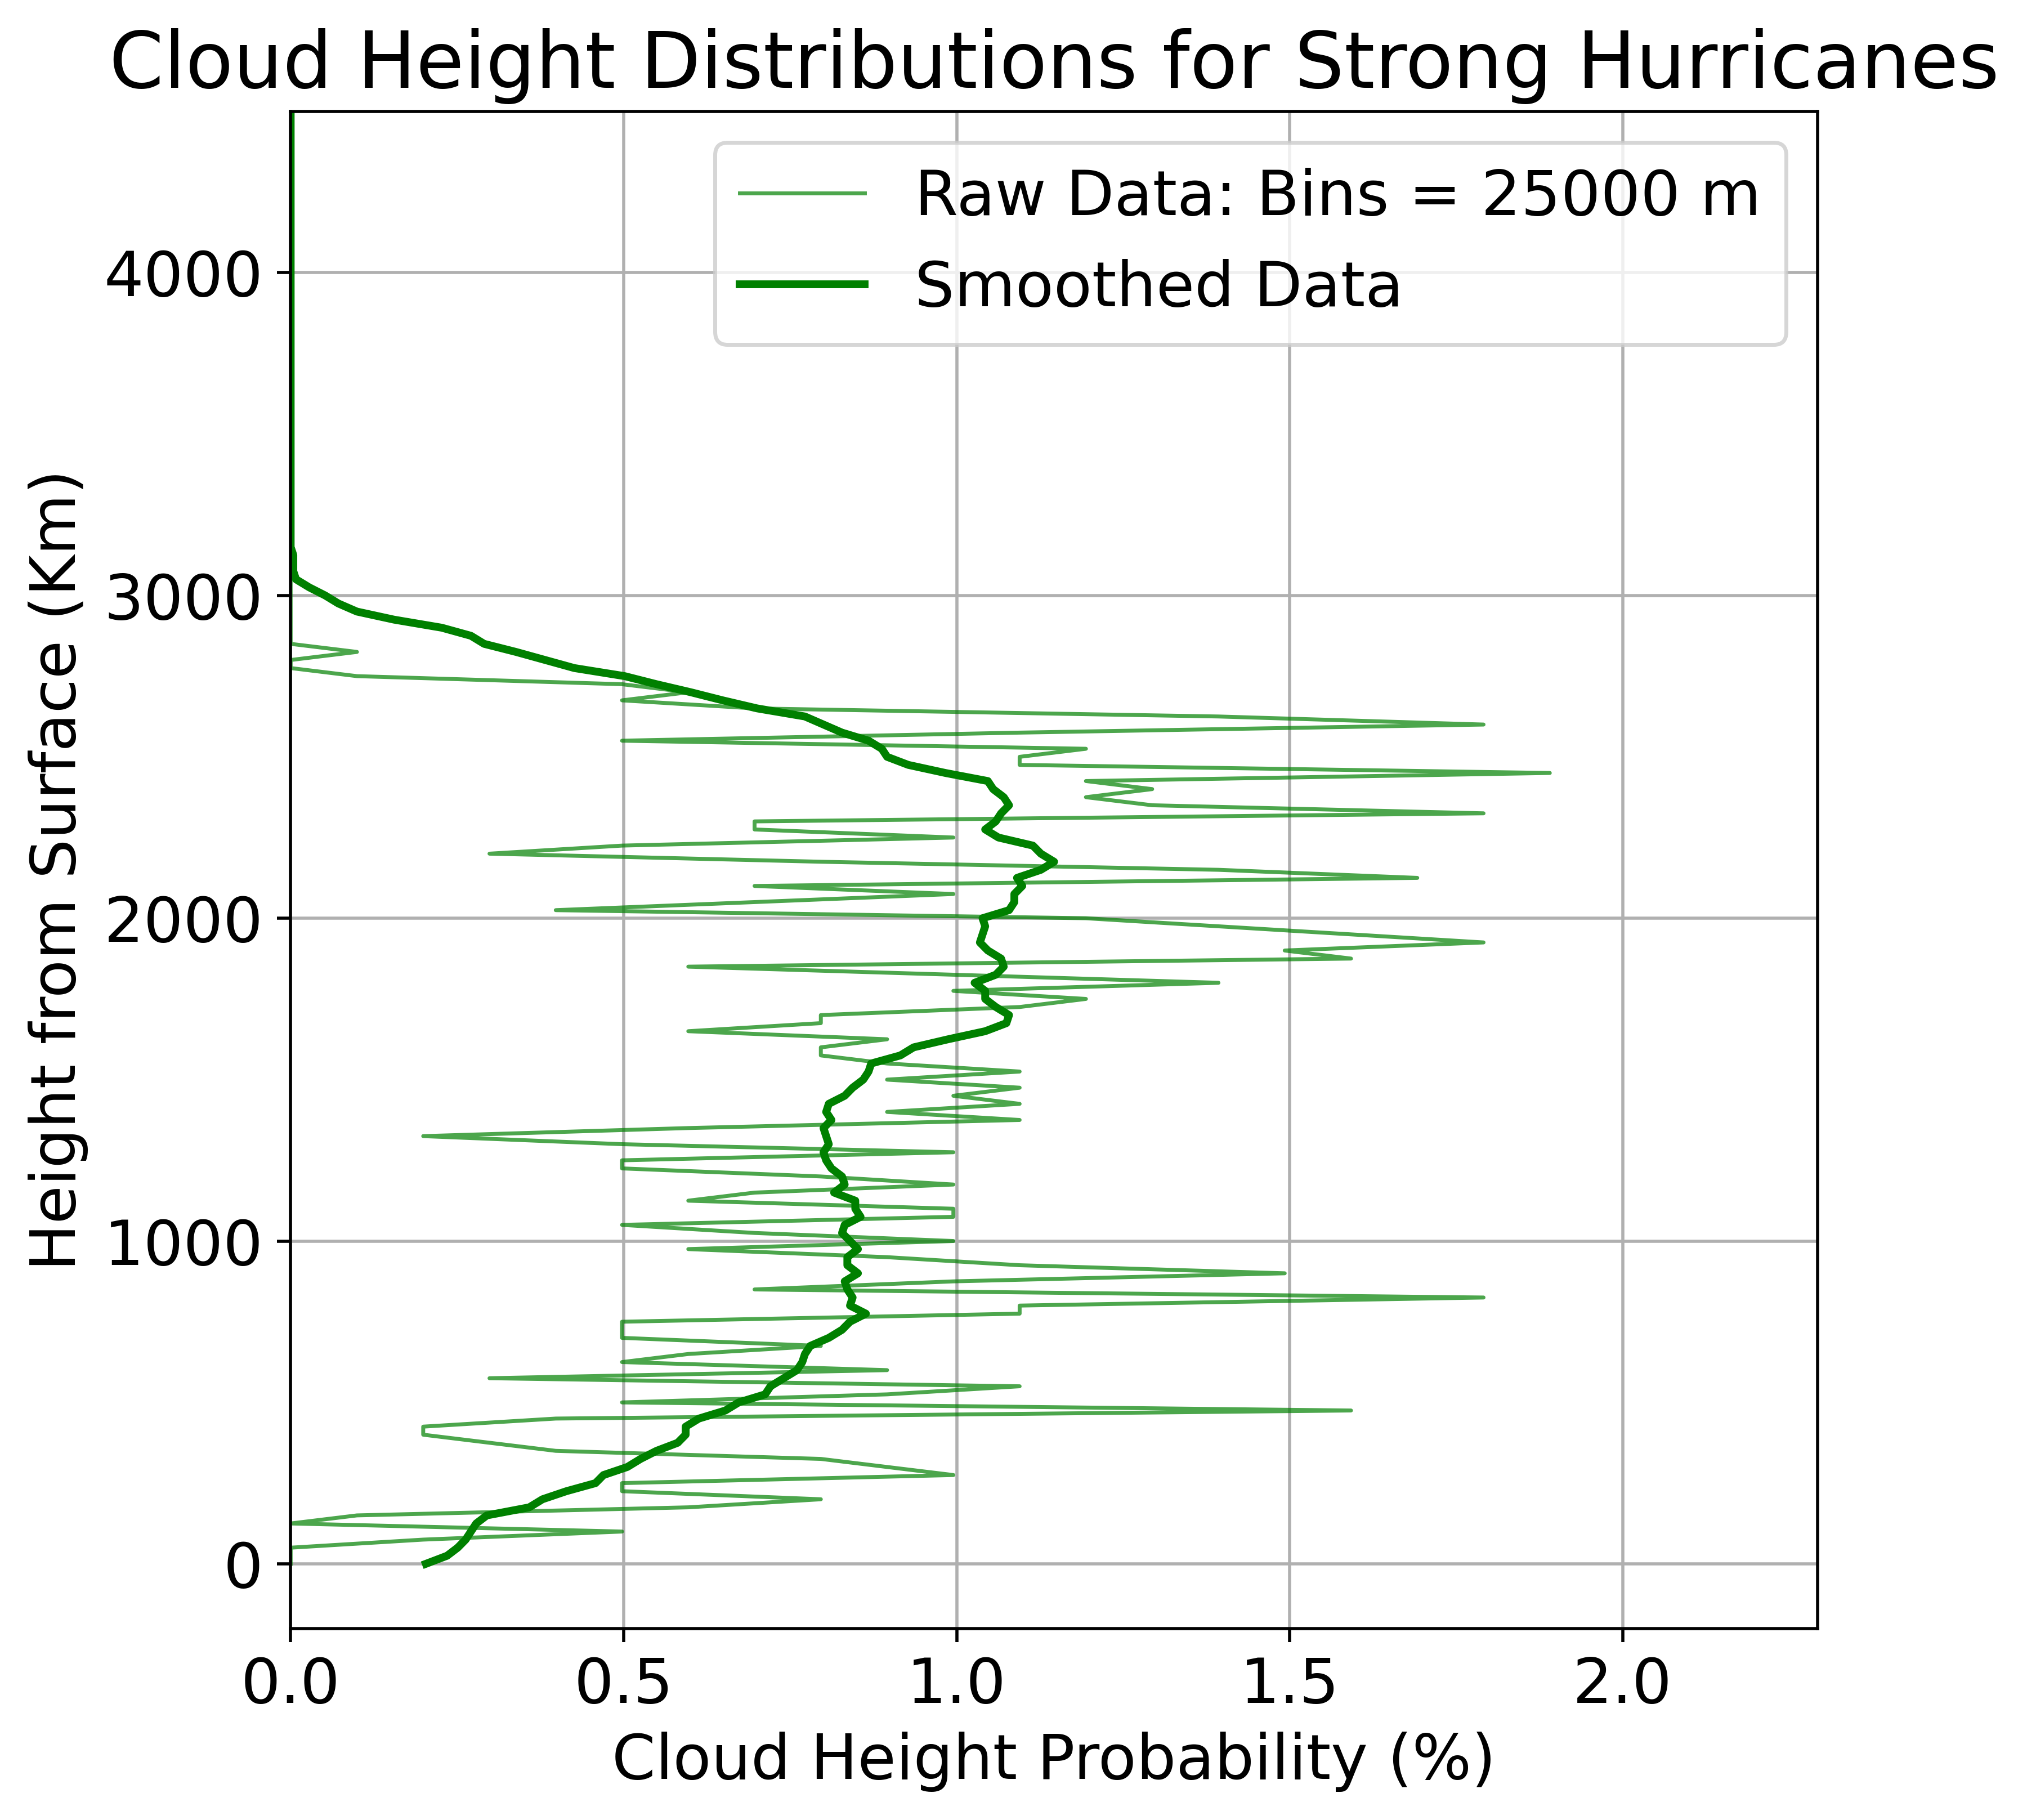 Cloud Height Distributions for Strong Hurricanes
Raw Data: Bins = 25000 m
Smoothed Data
Height from Surface (Km)
4000
3000
2000
1000
0
0.0 0.5 1.0 1.5 2.0
Cloud Height Probability (%)